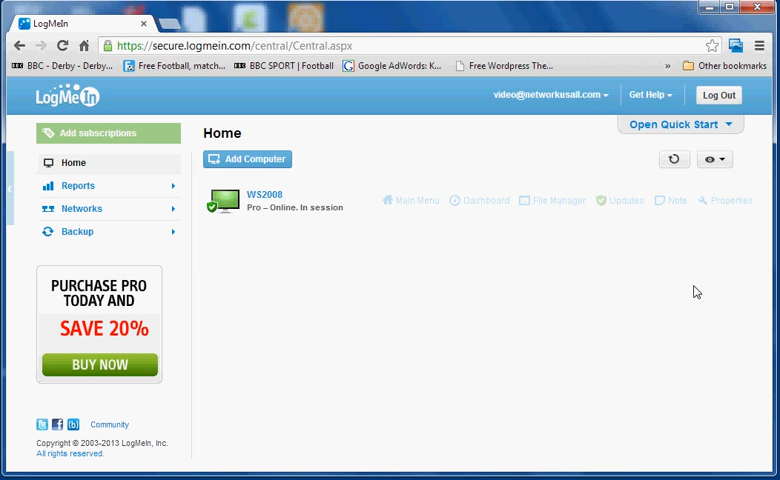 LogMeIn
https://secure.logmein.com/central/Central.aspx
BBC - Derby - Derby... Free Football, match... BBC SPORT | Football Google AdWords: K... Free Wordpress The... » Other bookmarks
LogMeIn video@networkusall.com Get Help Log Out
Add subscriptions Home Open Quick Start
Home Add Computer
Reports WS2008
Pro – Online. In session Main Menu Dashboard File Manager Updates Note Properties
Networks
Backup
PURCHASE PRO
TODAY AND
SAVE 20%
BUY NOW
Community
Copyright © 2003-2013 LogMeIn, Inc.
All rights reserved.